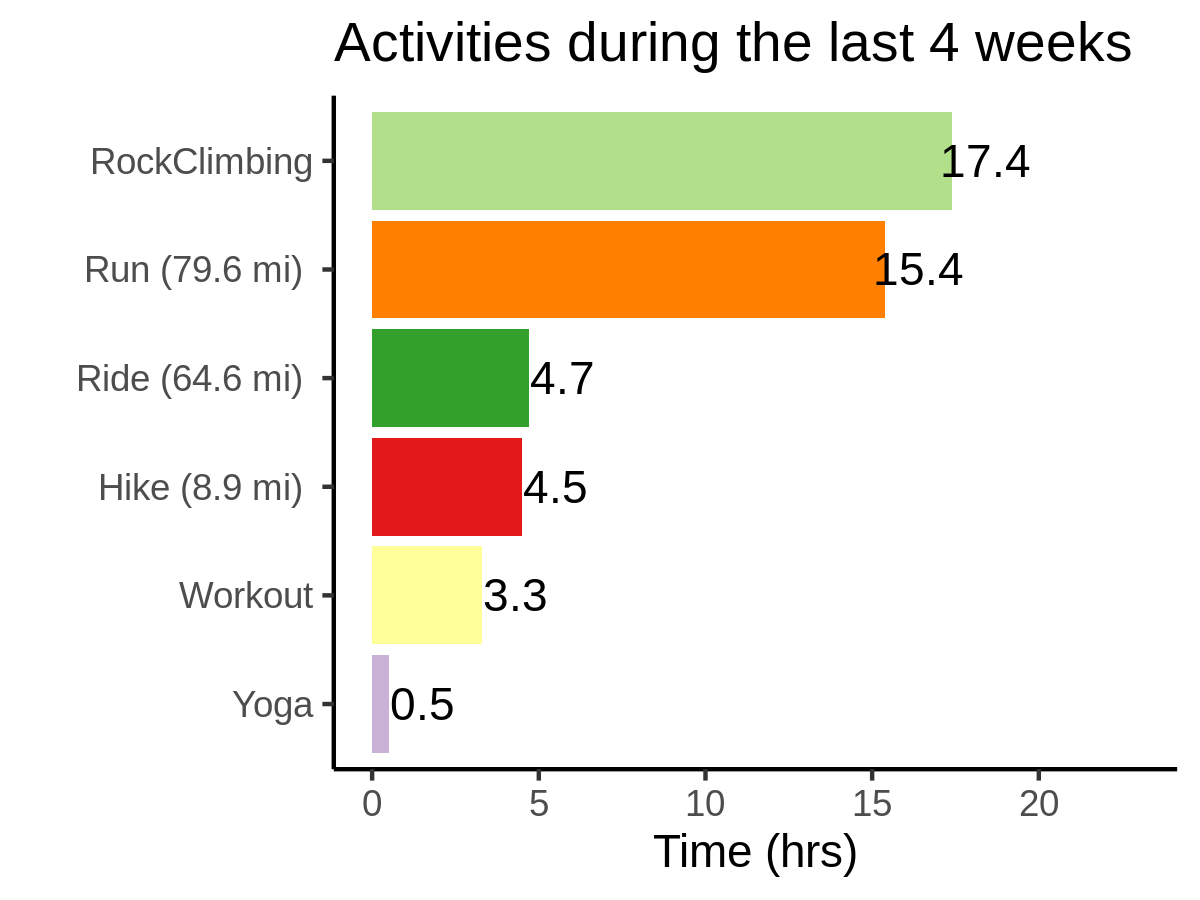 Activities during the last 4 weeks
RockClimbing 17.4
Run (79.6 mi) 15.4
Ride (64.6 mi) 4.7
Hike (8.9 mi) 4.5
Workout 3.3
Yoga 0.5
0 5 10 15 20
Time (hrs)